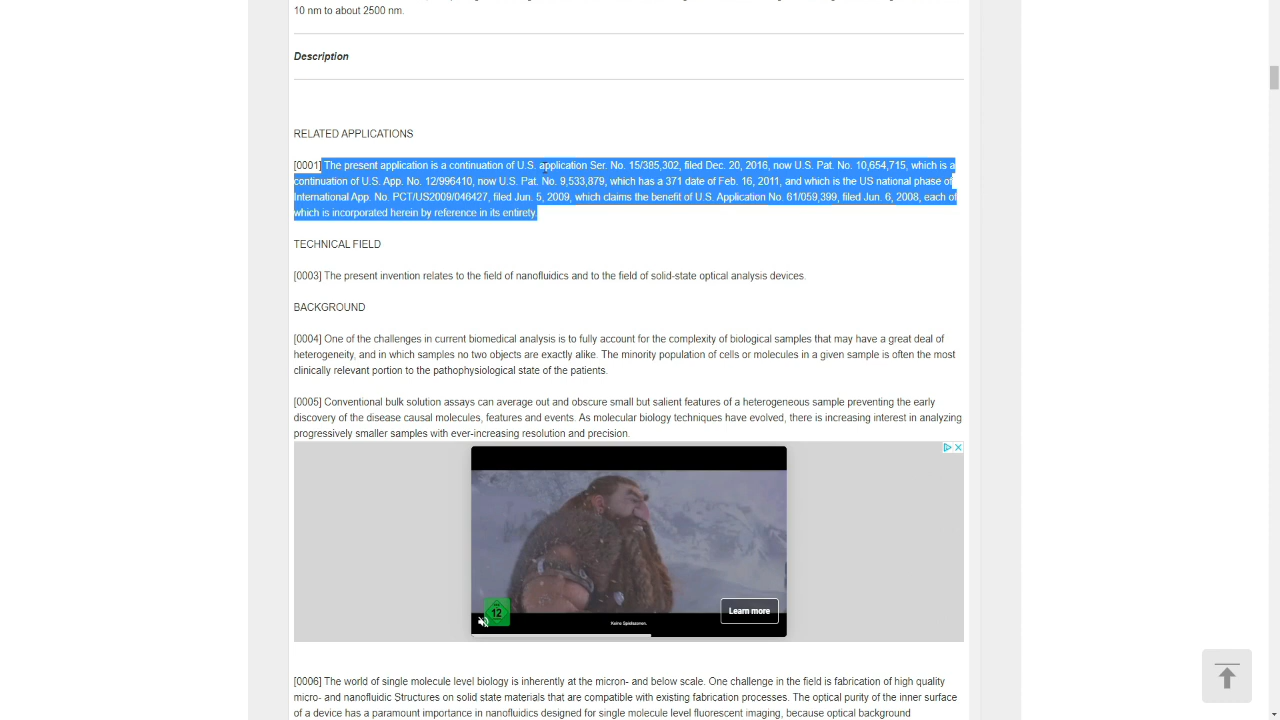 10 nm to about 2500 nm.
Description
RELATED APPLICATIONS
[0001] The present application is a continuation of U.S. application Ser. No. 15/385,302, filed Dec. 20, 2016, now U.S. Pat. No. 10,654,715, which is a
continuation of U.S. App. No. 12/996410, now U.S. Pat. No. 9,533,879, which has a 371 date of Feb. 16, 2011, and which is the US national phase of
International App. No. PCT/US2009/046427, filed Jun. 5, 2009, which claims the benefit of U.S. Application No. 61/059,399, filed Jun. 6, 2008, each of
which is incorporated herein by reference in its entirety.
TECHNICAL FIELD
[0003] The present invention relates to the field of nanofluidics and to the field of solid-state optical analysis devices.
BACKGROUND
[0004] One of the challenges in current biomedical analysis is to fully account for the complexity of biological samples that may have a great deal of
heterogeneity, and in which samples no two objects are exactly alike. The minority population of cells or molecules in a given sample is often the most
clinically relevant portion to the pathophysiological state of the patients.
[0005] Conventional bulk solution assays can average out and obscure small but salient features of a heterogeneous sample preventing the early
discovery of the disease causal molecules, features and events. As molecular biology techniques have evolved, there is increasing interest in analyzing
progressively smaller samples with ever-increasing resolution and precision.
12
Learn more
Keine Spielszenen.
[0006] The world of single molecule level biology is inherently at the micron- and below scale. One challenge in the field is fabrication of high quality
micro- and nanofluidic Structures on solid state materials that are compatible with existing fabrication processes. The optical purity of the inner surface
of a device has a paramount importance in nanofluidics designed for single molecule level fluorescent imaging, because optical background